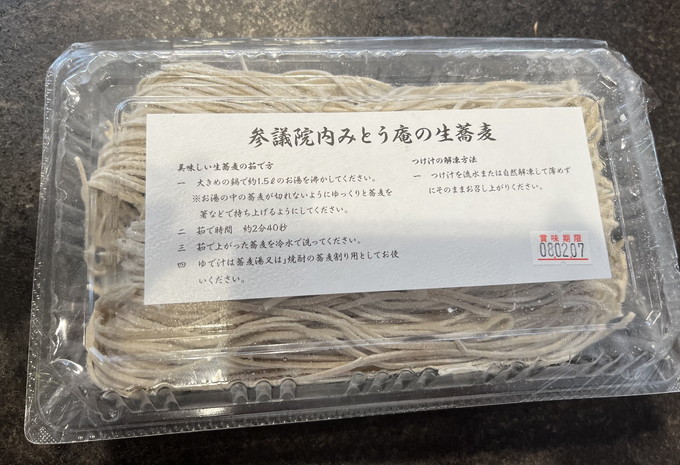 参議院内みとう庵の生蕎麦
美味しい生蕎麦の茹で方
一 大きめの鍋で約1.5ℓのお湯を沸かしてください。
※お湯の中の蕎麦が切れないようにゆっくりと蕎麦を
箸などで持ち上げるようにしてください。
二 茹で時間 約2分40秒
三 茹で上がった蕎麦を冷水で洗ってください。
四 ゆで汁は蕎麦湯又は」焼酎の蕎麦割り用としてお使
いください。
つけ汁の解凍方法
一 つけ汁を流水または自然解凍して薄めず
にそのままお召し上がりください。
賞味期限
08.02.07